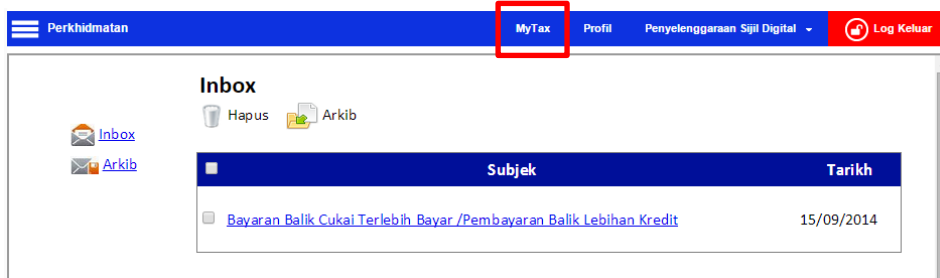 Perkhidmatan MyTax Profil Penyelenggaraan Sijil Digital Log Keluar
Inbox
Hapus Arkib
Inbox
Arkib
Subjek Tarikh
Bayaran Balik Cukai Terlebih Bayar /Pembayaran Balik Lebihan Kredit 15/09/2014